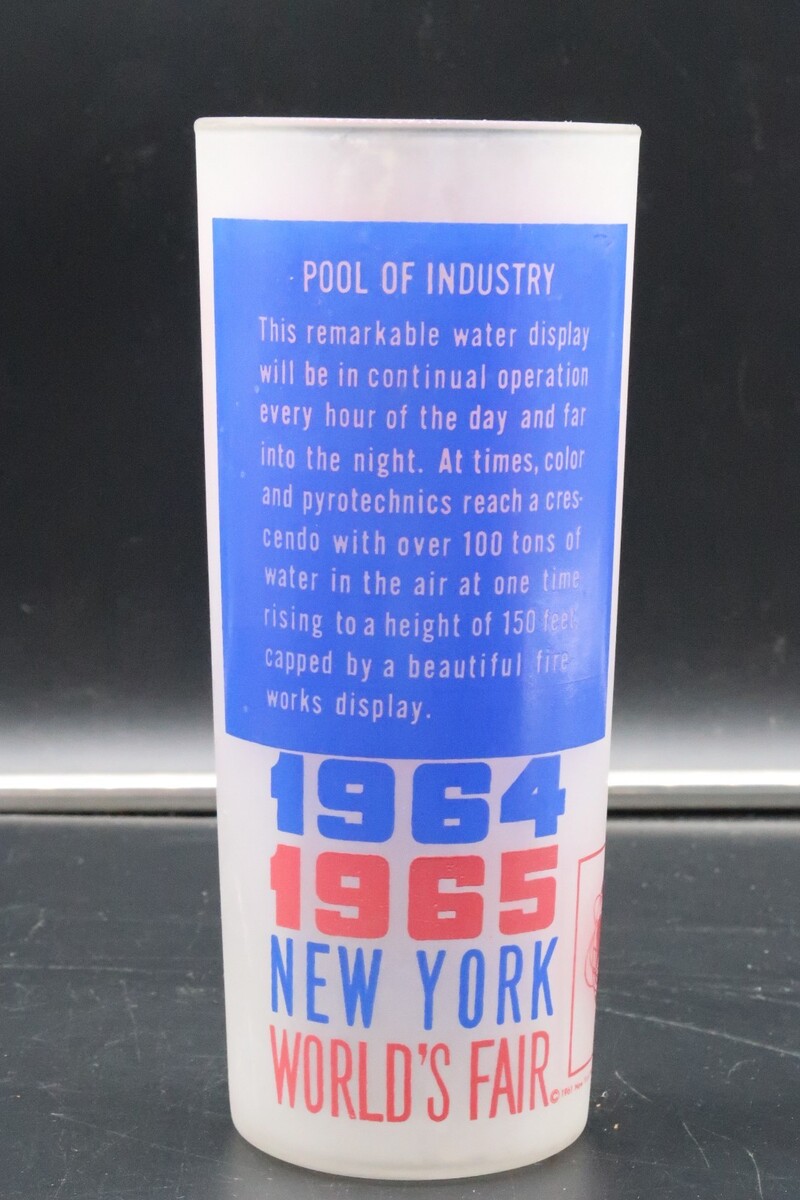 POOL OF INDUSTRY
This remarkable water display
will be in continual operation
every hour of the day and far
into the night. At times, color
and pyrotechnics reach a cres-
cendo with over 100 tons of
water in the air at one time
rising to a height of 150 feet,
capped by a beautiful fire-
works display.
1964
1965
NEW YORK
WORLD'S FAIR
© 1961 New